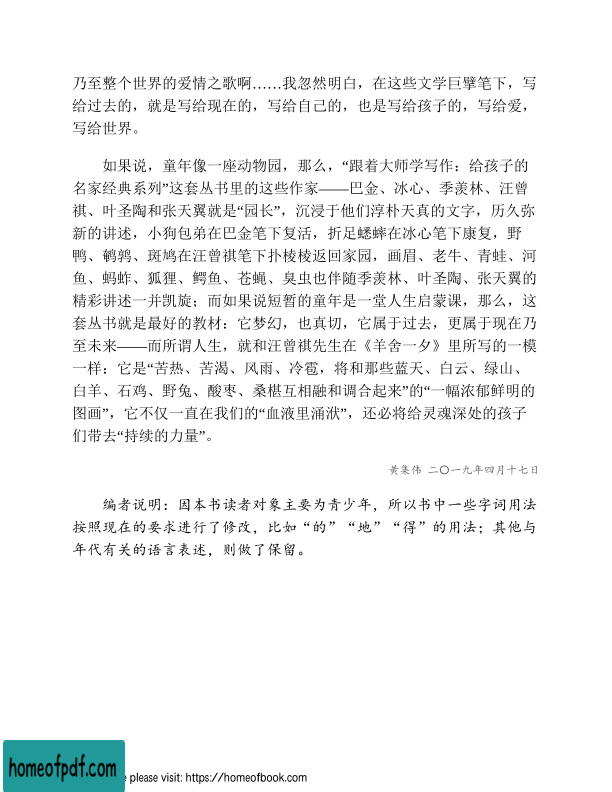 乃至整个世界的爱情之歌啊……我忽然明白，在这些文学巨擘笔下，写
给过去的，就是写给现在的，写给自己的，也是写给孩子的，写给爱，
写给世界。
如果说，童年像一座动物园，那么，“跟着大师学写作：给孩子的
名家经典系列”这套丛书里的这些作家——巴金、冰心、季羡林、汪曾
祺、叶圣陶和张天翼就是“园长”，沉浸于他们淳朴天真的文字，历久弥
新的讲述，小狗包弟在巴金笔下复活，折足蟋蟀在冰心笔下康复，野
鸭、鹌鹑、斑鸠在汪曾祺笔下扑棱棱返回家园，画眉、老牛、青蛙、河
鱼、蚂蚱、狐狸、鳄鱼、苍蝇、臭虫也伴随季羡林、叶圣陶、张天翼的
精彩讲述一并凯旋；而如果说短暂的童年是一堂人生启蒙课，那么，这
套丛书就是最好的教材：它梦幻，也真切，它属于过去，更属于现在乃
至未来——而所谓人生，就和汪曾祺先生在《羊舍一夕》里所写的一模
一样：它是“苦热、苦渴、风雨、冷雹，将和那些蓝天、白云、绿山、
白羊、石鸡、野兔、酸枣、桑椹互相融和调合起来”的“一幅浓郁鲜明的
图画”，它不仅一直在我们的“血液里涌洑”，还必将给灵魂深处的孩子
们带去“持续的力量”。
黄集伟 二〇一九年四月十七日
编者说明：因本书读者对象主要为青少年，所以书中一些字词用法
按照现在的要求进行了修改，比如“的”“地”“得”的用法；其他与
年代有关的语言表述，则做了保留。
homeofpdf.com
e please visit: https://homeofbook.com